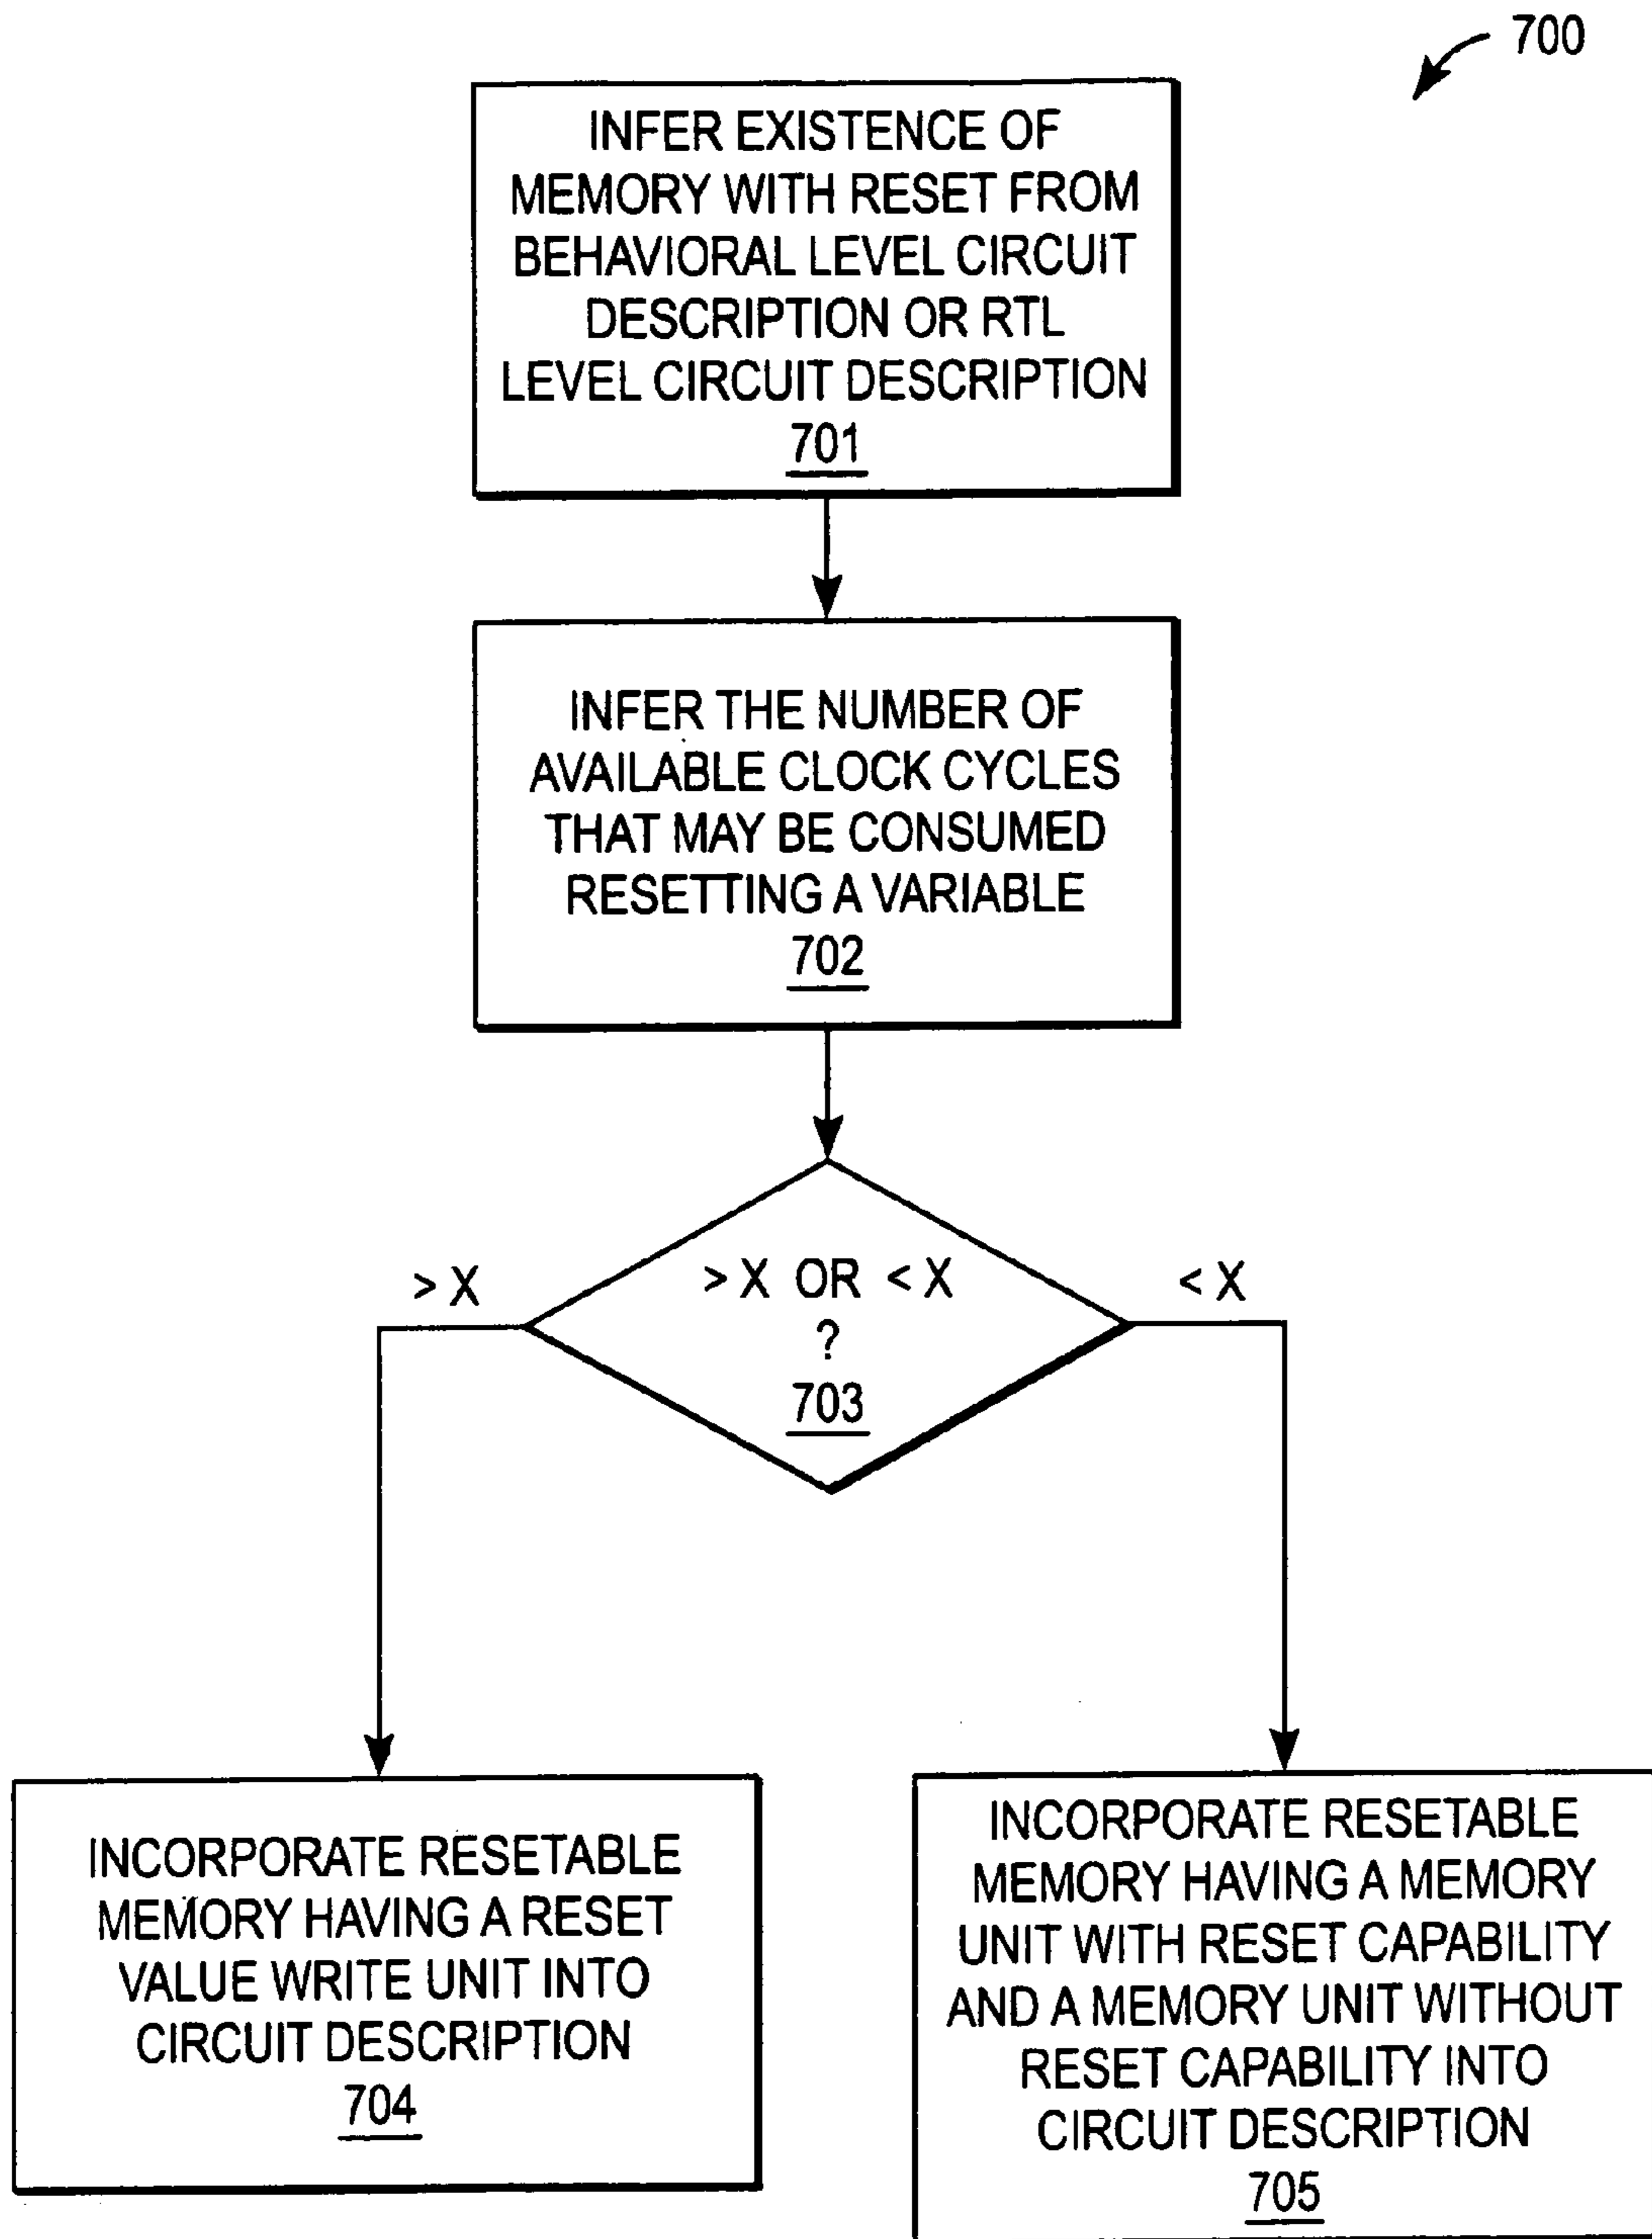 700
INFER EXISTENCE OF
MEMORY WITH RESET FROM
BEHAVIORAL LEVEL CIRCUIT
DESCRIPTION OR RTL
LEVEL CIRCUIT DESCRIPTION
701
INFER THE NUMBER OF
AVAILABLE CLOCK CYCLES
THAT MAY BE CONSUMED
RESETTING A VARIABLE
702
> X
> X OR < X
?
703
< X
INCORPORATE RESETABLE
MEMORY HAVING A RESET
VALUE WRITE UNIT INTO
CIRCUIT DESCRIPTION
704
INCORPORATE RESETABLE
MEMORY HAVING A MEMORY
UNIT WITH RESET CAPABILITY
AND A MEMORY UNIT WITHOUT
RESET CAPABILITY INTO
CIRCUIT DESCRIPTION
705